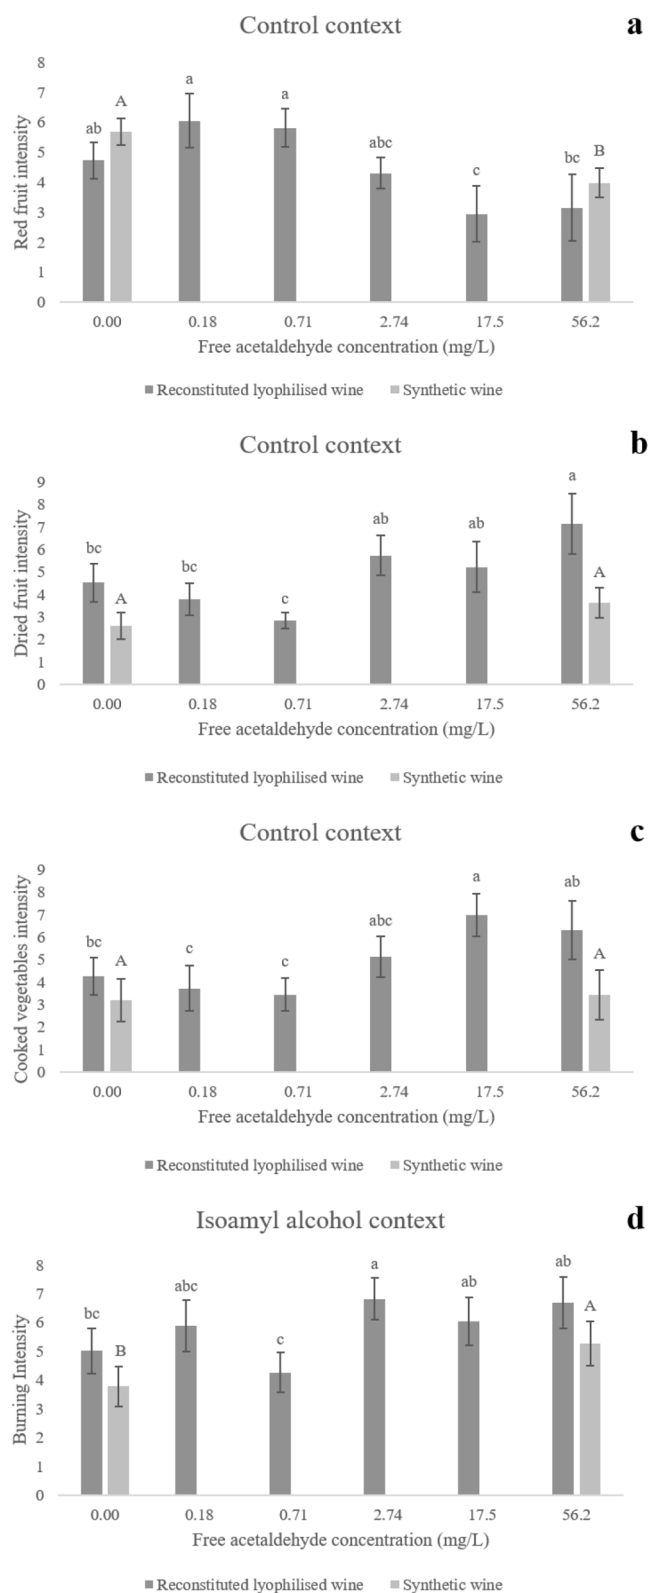 Control context a
8
A a
7 a
ab
6 abc
B
5 bc
c
4
3
2
1
0
Red fruit intensity
0.00 0.18 0.71 2.74 17.5 56.2
Free acetaldehyde concentration (mg/L)
Reconstituted lyophilised wine Synthetic wine
Control context b
9 a
8
ab ab
7
bc
6 bc
A
5 A
c
4
3
2
1
0
Dried fruit intensity
0.00 0.18 0.71 2.74 17.5 56.2
Free acetaldehyde concentration (mg/L)
Reconstituted lyophilised wine Synthetic wine
Control context c
9 a
ab
8
7 abc
bc
6 A c
c A
5
4
3
2
1
0
Cooked vegetables intensity
0.00 0.18 0.71 2.74 17.5 56.2
Free acetaldehyde concentration (mg/L)
Reconstituted lyophilised wine Synthetic wine
Isoamyl alcohol context d
8 a ab
abc ab
7
bc A
6
B c
5
4
3
2
1
0
Burning Intensity
0.00 0.18 0.71 2.74 17.5 56.2
Free acetaldehyde concentration (mg/L)
Reconstituted lyophilised wine Synthetic wine